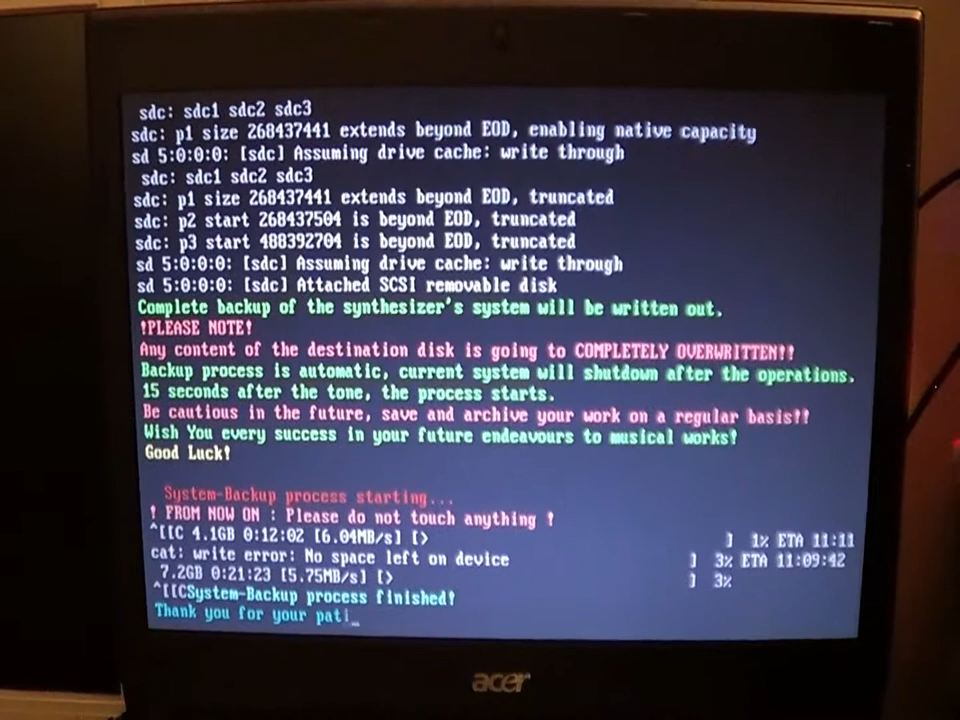 sdc: sdc1 sdc2 sdc3
sdc: p1 size 268437441 extends beyond EOD, enabling native capacity
sd 5:0:0:0: [sdc] Assuming drive cache: write through
sdc: sdc1 sdc2 sdc3
sdc: p1 size 268437441 extends beyond EOD, truncated
sdc: p2 start 268437504 is beyond EOD, truncated
sdc: p3 start 488392704 is beyond EOD, truncated
sd 5:0:0:0: [sdc] Assuming drive cache: write through
sd 5:0:0:0: [sdc] Attached SCSI removable disk
Complete backup of the synthesizer's system will be written out.
!PLEASE NOTE!
Any content of the destination disk is going to COMPLETELY OVERWRITTEN!!
Backup process is automatic, current system will shutdown after the operations.
15 seconds after the tone, the process starts.
Be cautious in the future, save and archive your work on a regular basis!!
Wish You every success in your future endeavours to musical works!
Good Luck!
System-Backup process starting...
! FROM NOW ON : Please do not touch anything !
^[[C 4.1GB 0:12:02 [6.04MB/s] [> ] 1% ETA 11:11
cat: write error: No space left on device ] 3% ETA 11:09:42
7.2GB 0:21:23 [5.75MB/s] [> ] 3%
^[[CSystem-Backup process finished!
Thank you for your pati_
acer